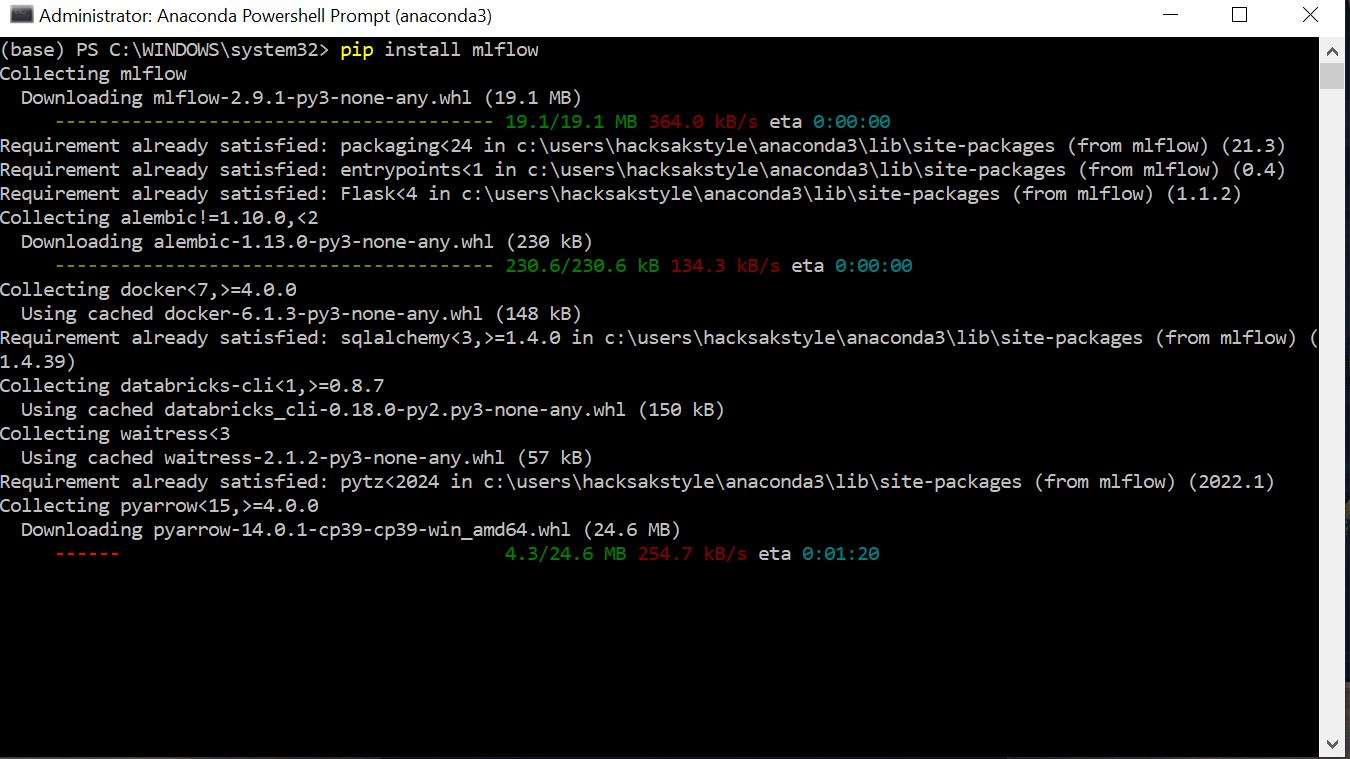 Administrator: Anaconda Powershell Prompt (anaconda3)
(base) PS C:\WINDOWS\system32> pip install mlflow
Collecting mlflow
  Downloading mlflow-2.9.1-py3-none-any.whl (19.1 MB)
     ---------------------------------------- 19.1/19.1 MB 364.0 kB/s eta 0:00:00
Requirement already satisfied: packaging<24 in c:\users\hacksakstyle\anaconda3\lib\site-packages (from mlflow) (21.3)
Requirement already satisfied: entrypoints<1 in c:\users\hacksakstyle\anaconda3\lib\site-packages (from mlflow) (0.4)
Requirement already satisfied: Flask<4 in c:\users\hacksakstyle\anaconda3\lib\site-packages (from mlflow) (1.1.2)
Collecting alembic!=1.10.0,<2
  Downloading alembic-1.13.0-py3-none-any.whl (230 kB)
     ---------------------------------------- 230.6/230.6 kB 134.3 kB/s eta 0:00:00
Collecting docker<7,>=4.0.0
  Using cached docker-6.1.3-py3-none-any.whl (148 kB)
Requirement already satisfied: sqlalchemy<3,>=1.4.0 in c:\users\hacksakstyle\anaconda3\lib\site-packages (from mlflow) (
1.4.39)
Collecting databricks-cli<1,>=0.8.7
  Using cached databricks_cli-0.18.0-py2.py3-none-any.whl (150 kB)
Collecting waitress<3
  Using cached waitress-2.1.2-py3-none-any.whl (57 kB)
Requirement already satisfied: pytz<2024 in c:\users\hacksakstyle\anaconda3\lib\site-packages (from mlflow) (2022.1)
Collecting pyarrow<15,>=4.0.0
  Downloading pyarrow-14.0.1-cp39-cp39-win_amd64.whl (24.6 MB)
     ------                                   4.3/24.6 MB 254.7 kB/s eta 0:01:20